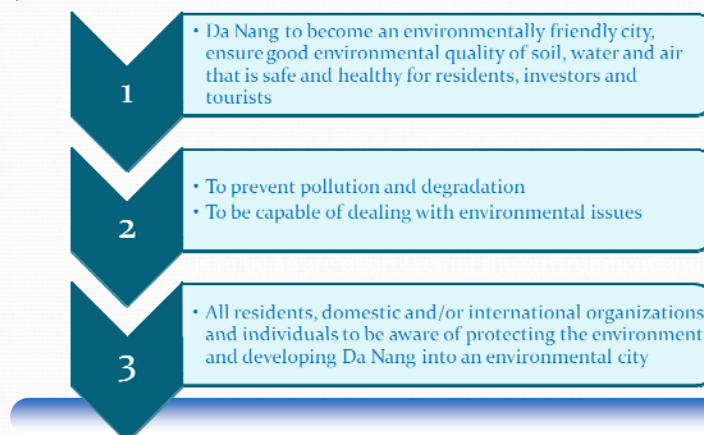 1
• Da Nang to become an environmentally friendly city,
ensure good environmental quality of soil, water and air
that is safe and healthy for residents, investors and
tourists
2
• To prevent pollution and degradation
• To be capable of dealing with environmental issues
3
• All residents, domestic and/or international organizations
and individuals to be aware of protecting the environment
and developing Da Nang into an environmental city